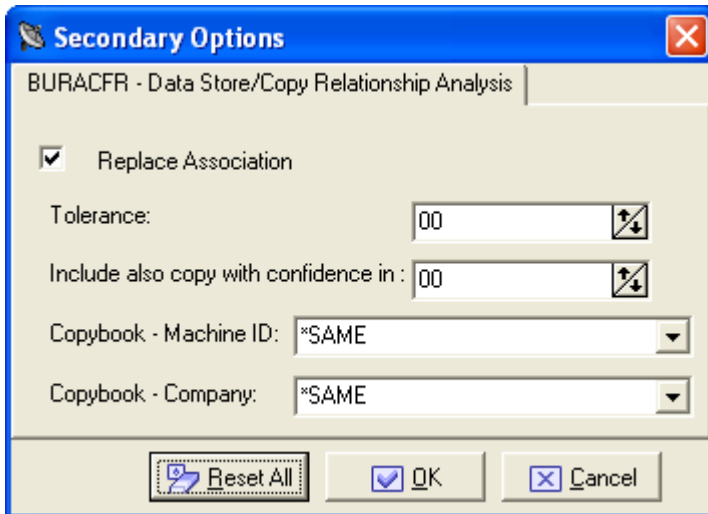 Secondary Options
BURACFR - Data Store/Copy Relationship Analysis
Replace Association
Tolerance: 00
Include also copy with confidence in : 00
Copybook - Machine ID: *SAME
Copybook - Company: *SAME
Reset All OK Cancel